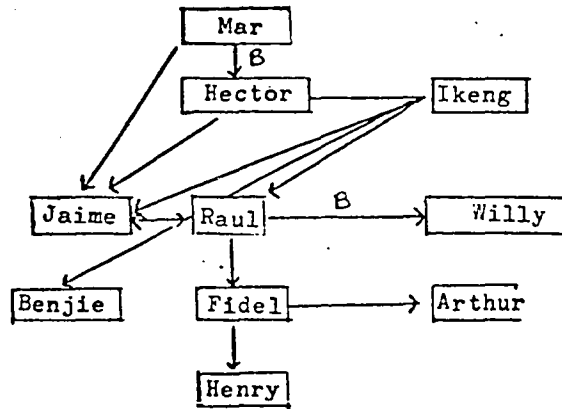 Mar
B
Hector
Ikeng
Jaime
Raul
B
Willy
Benjie
Fidel
Arthur
Henry